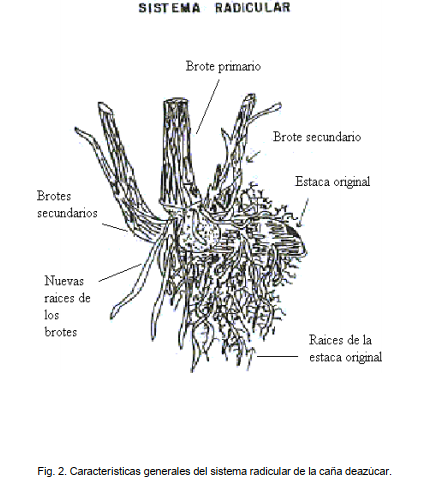 SISTEMA RADICULAR
Brote primario
Brote secundario
Estaca original
Brotes
secundarios
Nuevas
raices de
los
brotes
Raices de la
estaca original
Fig. 2. Características generales del sistema radicular de la caña deazúcar.